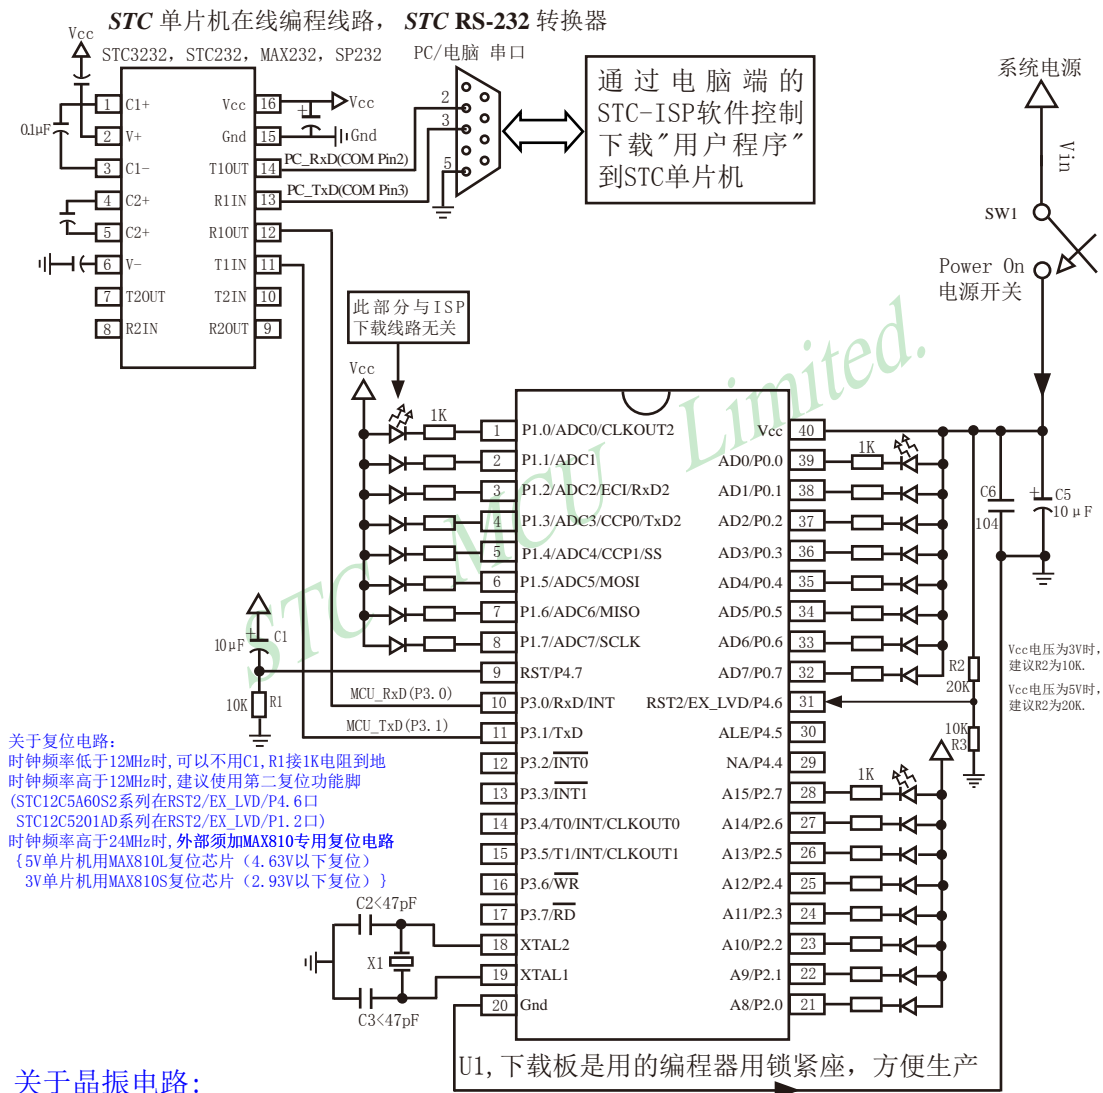 STC 单片机在线编程线路， STC RS-232 转换器
Vcc
STC3232, STC232, MAX232, SP232
PC/电脑 串口
1 C1+
2 V+
3 C1-
4 C2+
5 C2+
6 V-
7 T2OUT
8 R2IN
Vcc 16
Gnd 15
T1OUT 14
R1IN 13
R1OUT 12
T1IN 11
T2IN 10
R2OUT 9
0.1μF
+
Vcc
Gnd
PC_RxD(COM Pin2)
PC_TxD(COM Pin3)
2
3
5
通过电脑端的
STC-ISP软件控制
下载"用户程序"
到STC单片机
系统电源
Vin
SW1
Power On
电源开关
此部分与ISP
下载线路无关
Vcc
1K
1 P1.0/ADC0/CLKOUT2
2 P1.1/ADC1
3 P1.2/ADC2/ECI/RxD2
4 P1.3/ADC3/CCP0/TxD2
5 P1.4/ADC4/CCP1/SS
6 P1.5/ADC5/MOSI
7 P1.6/ADC6/MISO
8 P1.7/ADC7/SCLK
9 RST/P4.7
10 P3.0/RxD/INT
11 P3.1/TxD
12 P3.2/INT0
13 P3.3/INT1
14 P3.4/T0/INT/CLKOUT0
15 P3.5/T1/INT/CLKOUT1
16 P3.6/WR
17 P3.7/RD
18 XTAL2
19 XTAL1
20 Gnd
Vcc 40
AD0/P0.0 39
AD1/P0.1 38
AD2/P0.2 37
AD3/P0.3 36
AD4/P0.4 35
AD5/P0.5 34
AD6/P0.6 33
AD7/P0.7 32
RST2/EX_LVD/P4.6 31
ALE/P4.5 30
NA/P4.4 29
A15/P2.7 28
A14/P2.6 27
A13/P2.5 26
A12/P2.4 25
A11/P2.3 24
A10/P2.2 23
A9/P2.1 22
A8/P2.0 21
1K
C6
104
+
C5
10μF
R2
20K
10K
R3
1K
Vcc电压为3V时,
建议R2为10K.
Vcc电压为5V时,
建议R2为20K.
+
10μF
C1
10K
R1
MCU_RxD(P3.0)
MCU_TxD(P3.1)
关于复位电路:
时钟频率低于12MHz时,可以不用C1,R1接1K电阻到地
时钟频率高于12MHz时,建议使用第二复位功能脚
(STC12C5A60S2系列在RST2/EX_LVD/P4.6口
STC12C5201AD系列在RST2/EX_LVD/P1.2口)
时钟频率高于24MHz时,外部须加MAX810专用复位电路
{5V单片机用MAX810L复位芯片（4.63V以下复位）
3V单片机用MAX810S复位芯片（2.93V以下复位）}
C2<47pF
X1
C3<47pF
U1,下载板是用的编程器用锁紧座，方便生产
关于晶振电路:
STC MCU Limited.